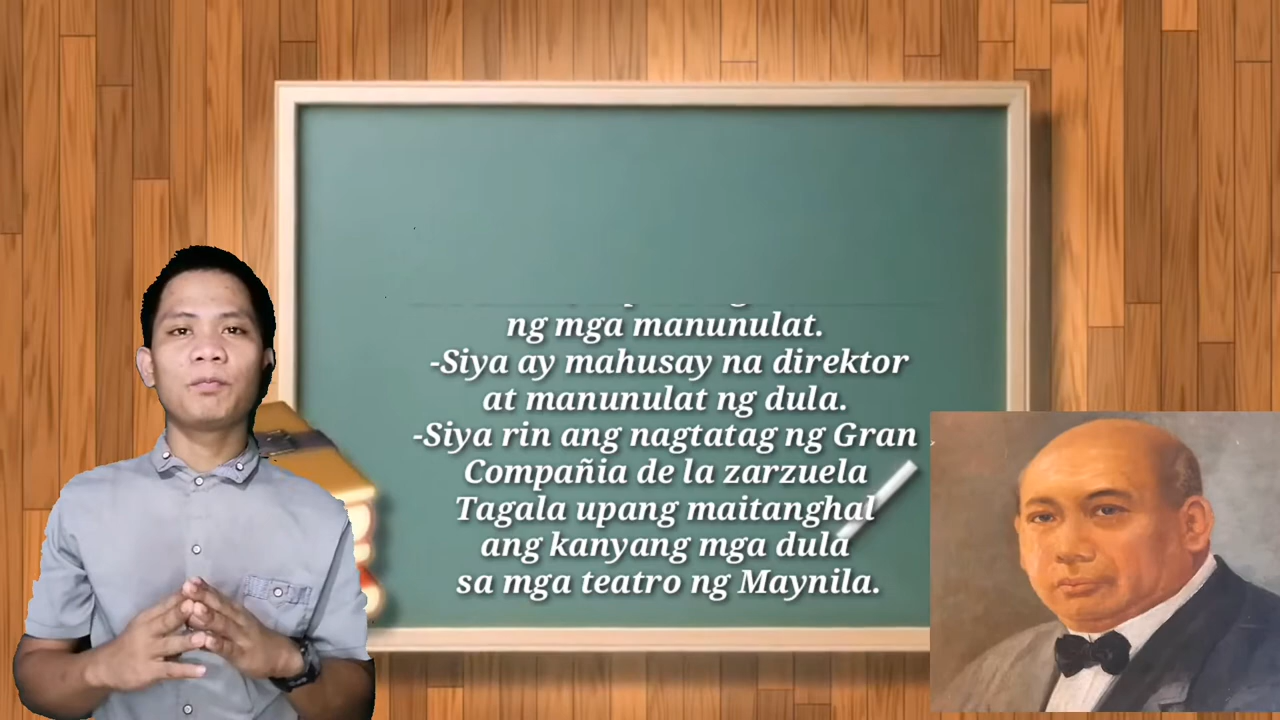 ng mga manunulat.
-Siya ay mahusay na direktor
at manunulat ng dula.
-Siya rin ang nagtatag ng Gran
Compañia de la zarzuela
Tagala upang maitanghal
ang kanyang mga dula
sa mga teatro ng Maynila.